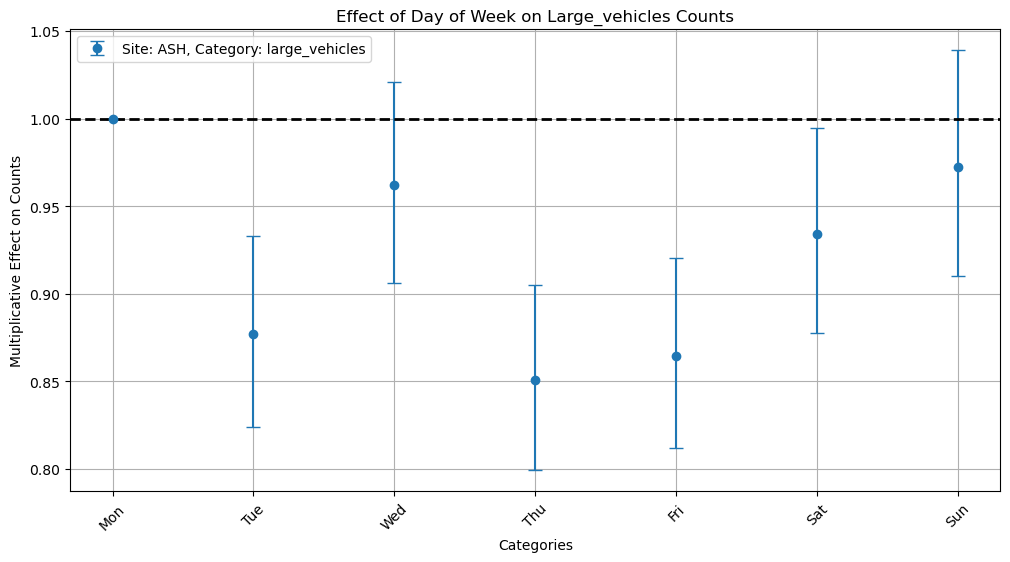 Effect of Day of Week on Large_vehicles Counts
Site: ASH, Category: large_vehicles
Multiplicative Effect on Counts
1.05
1.00
0.95
0.90
0.85
0.80
Mon
Tue
Wed
Thu
Fri
Sat
Sun
Categories